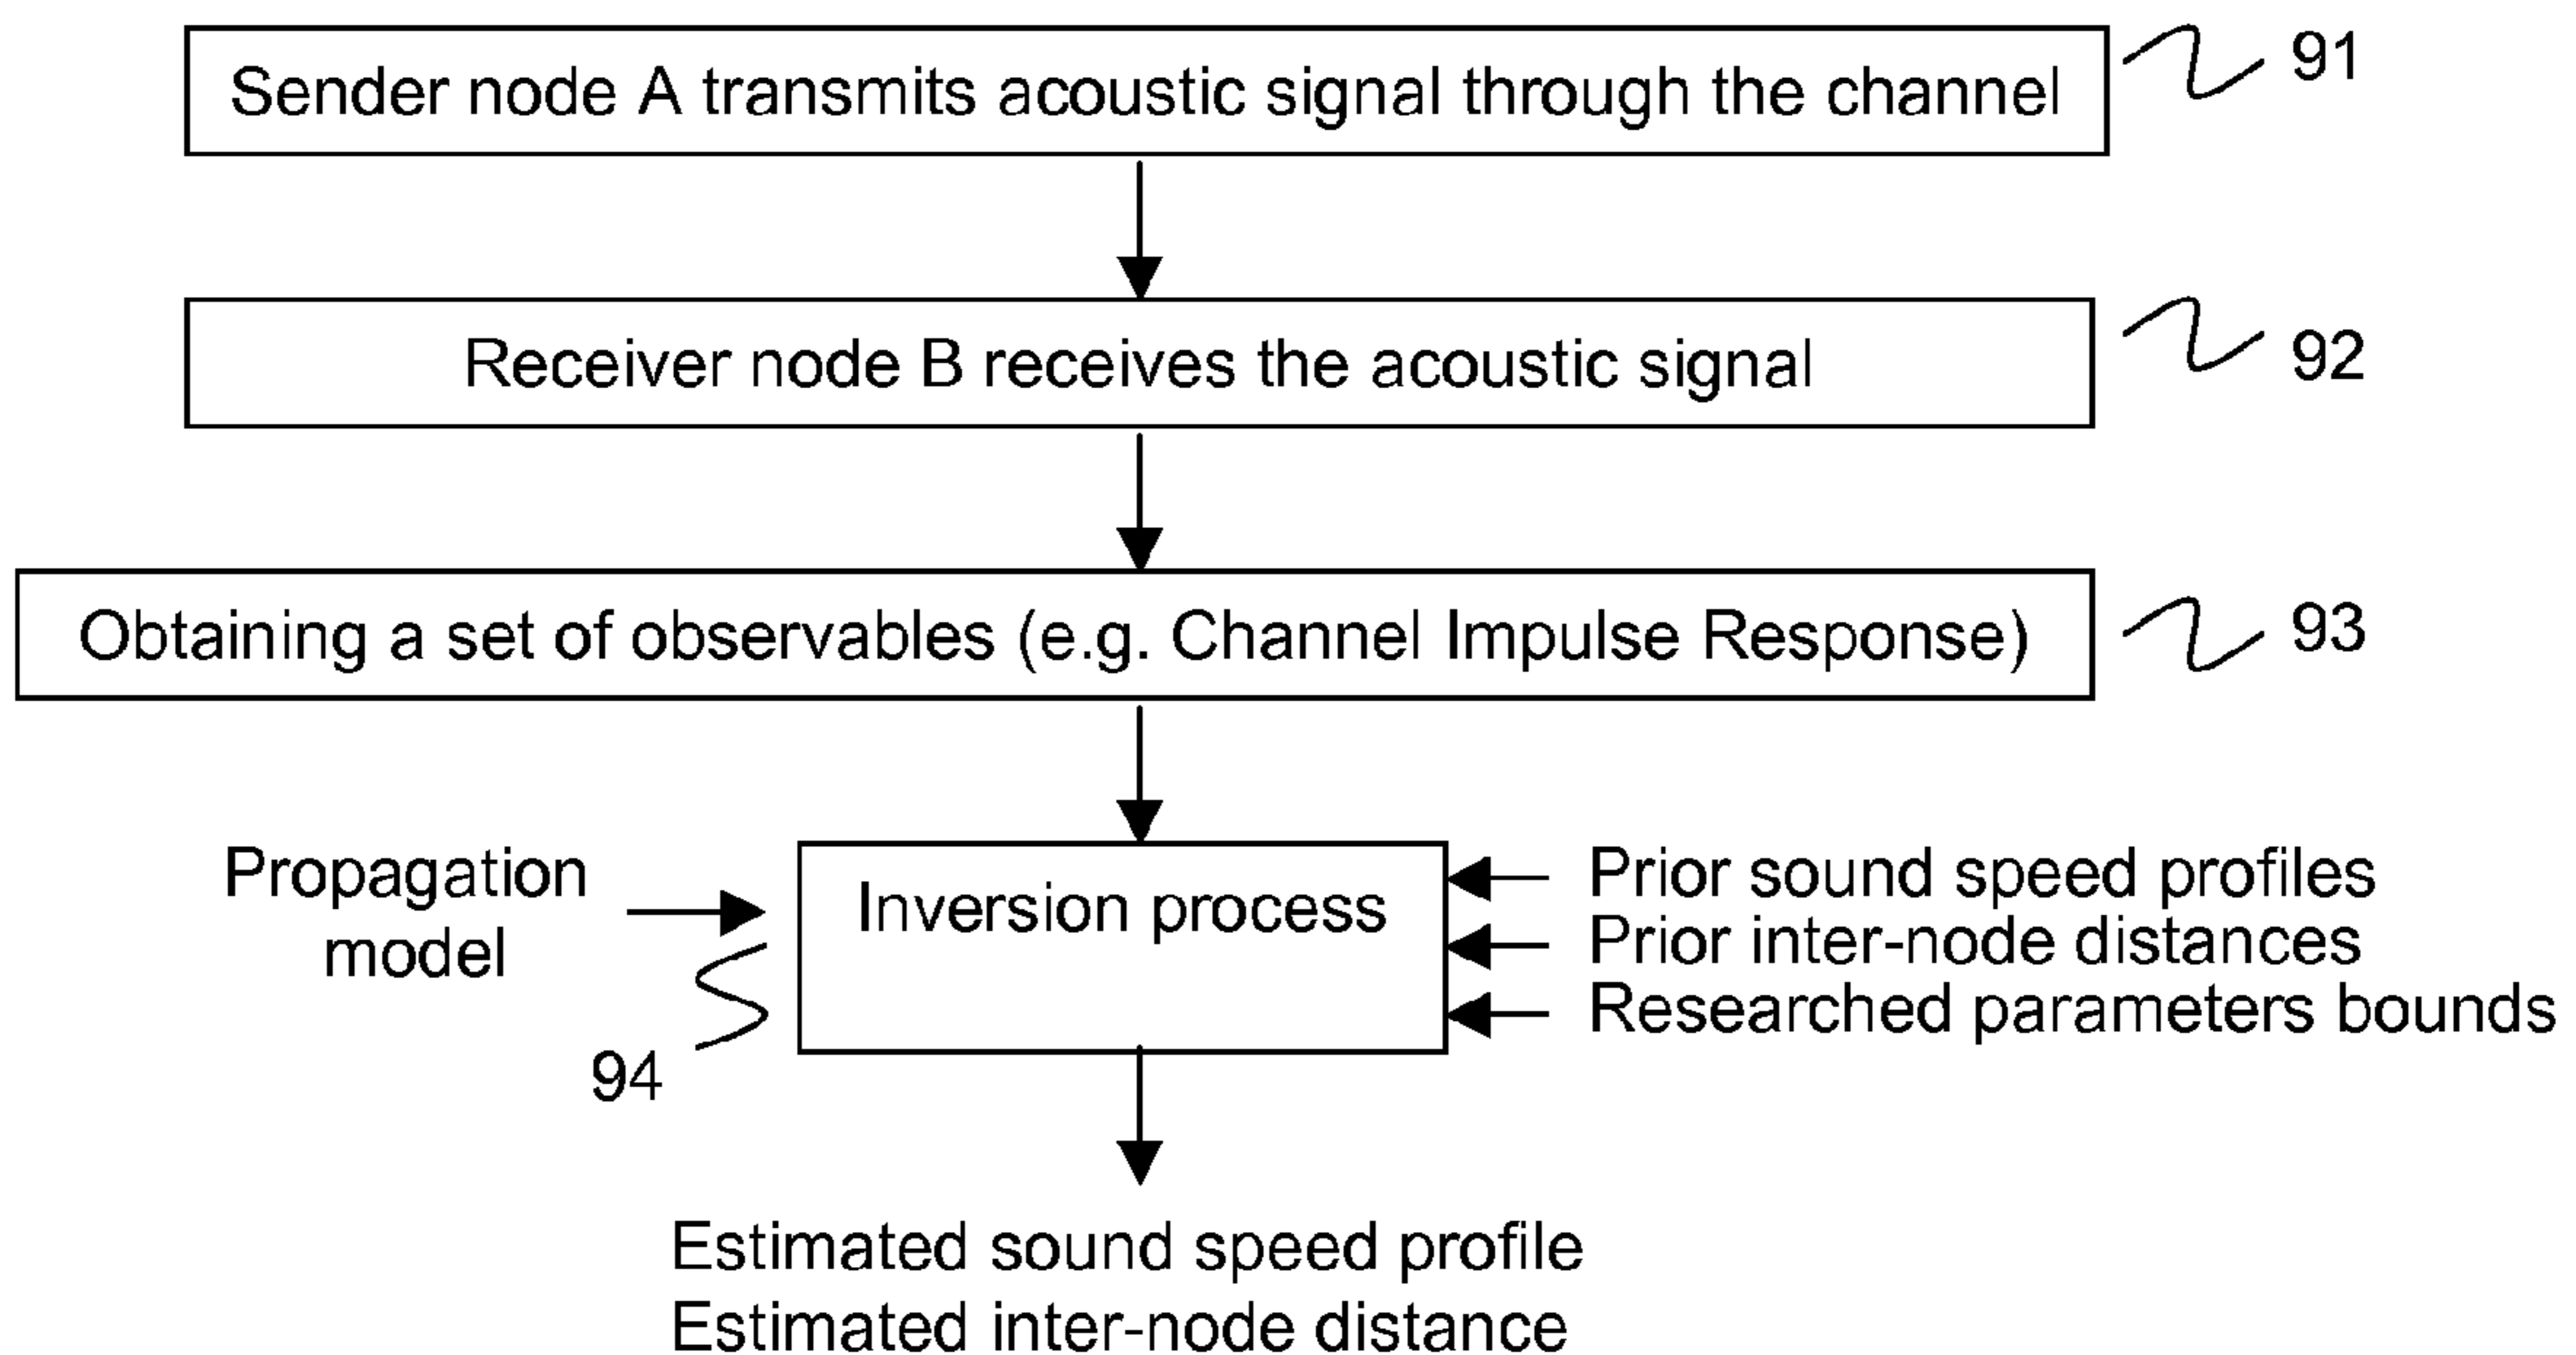 Sender node A transmits acoustic signal through the channel
91
Receiver node B receives the acoustic signal
92
Obtaining a set of observables (e.g. Channel Impulse Response)
93
Propagation
model
Inversion process
Prior sound speed profiles
Prior inter-node distances
Researched parameters bounds
94
Estimated sound speed profile
Estimated inter-node distance